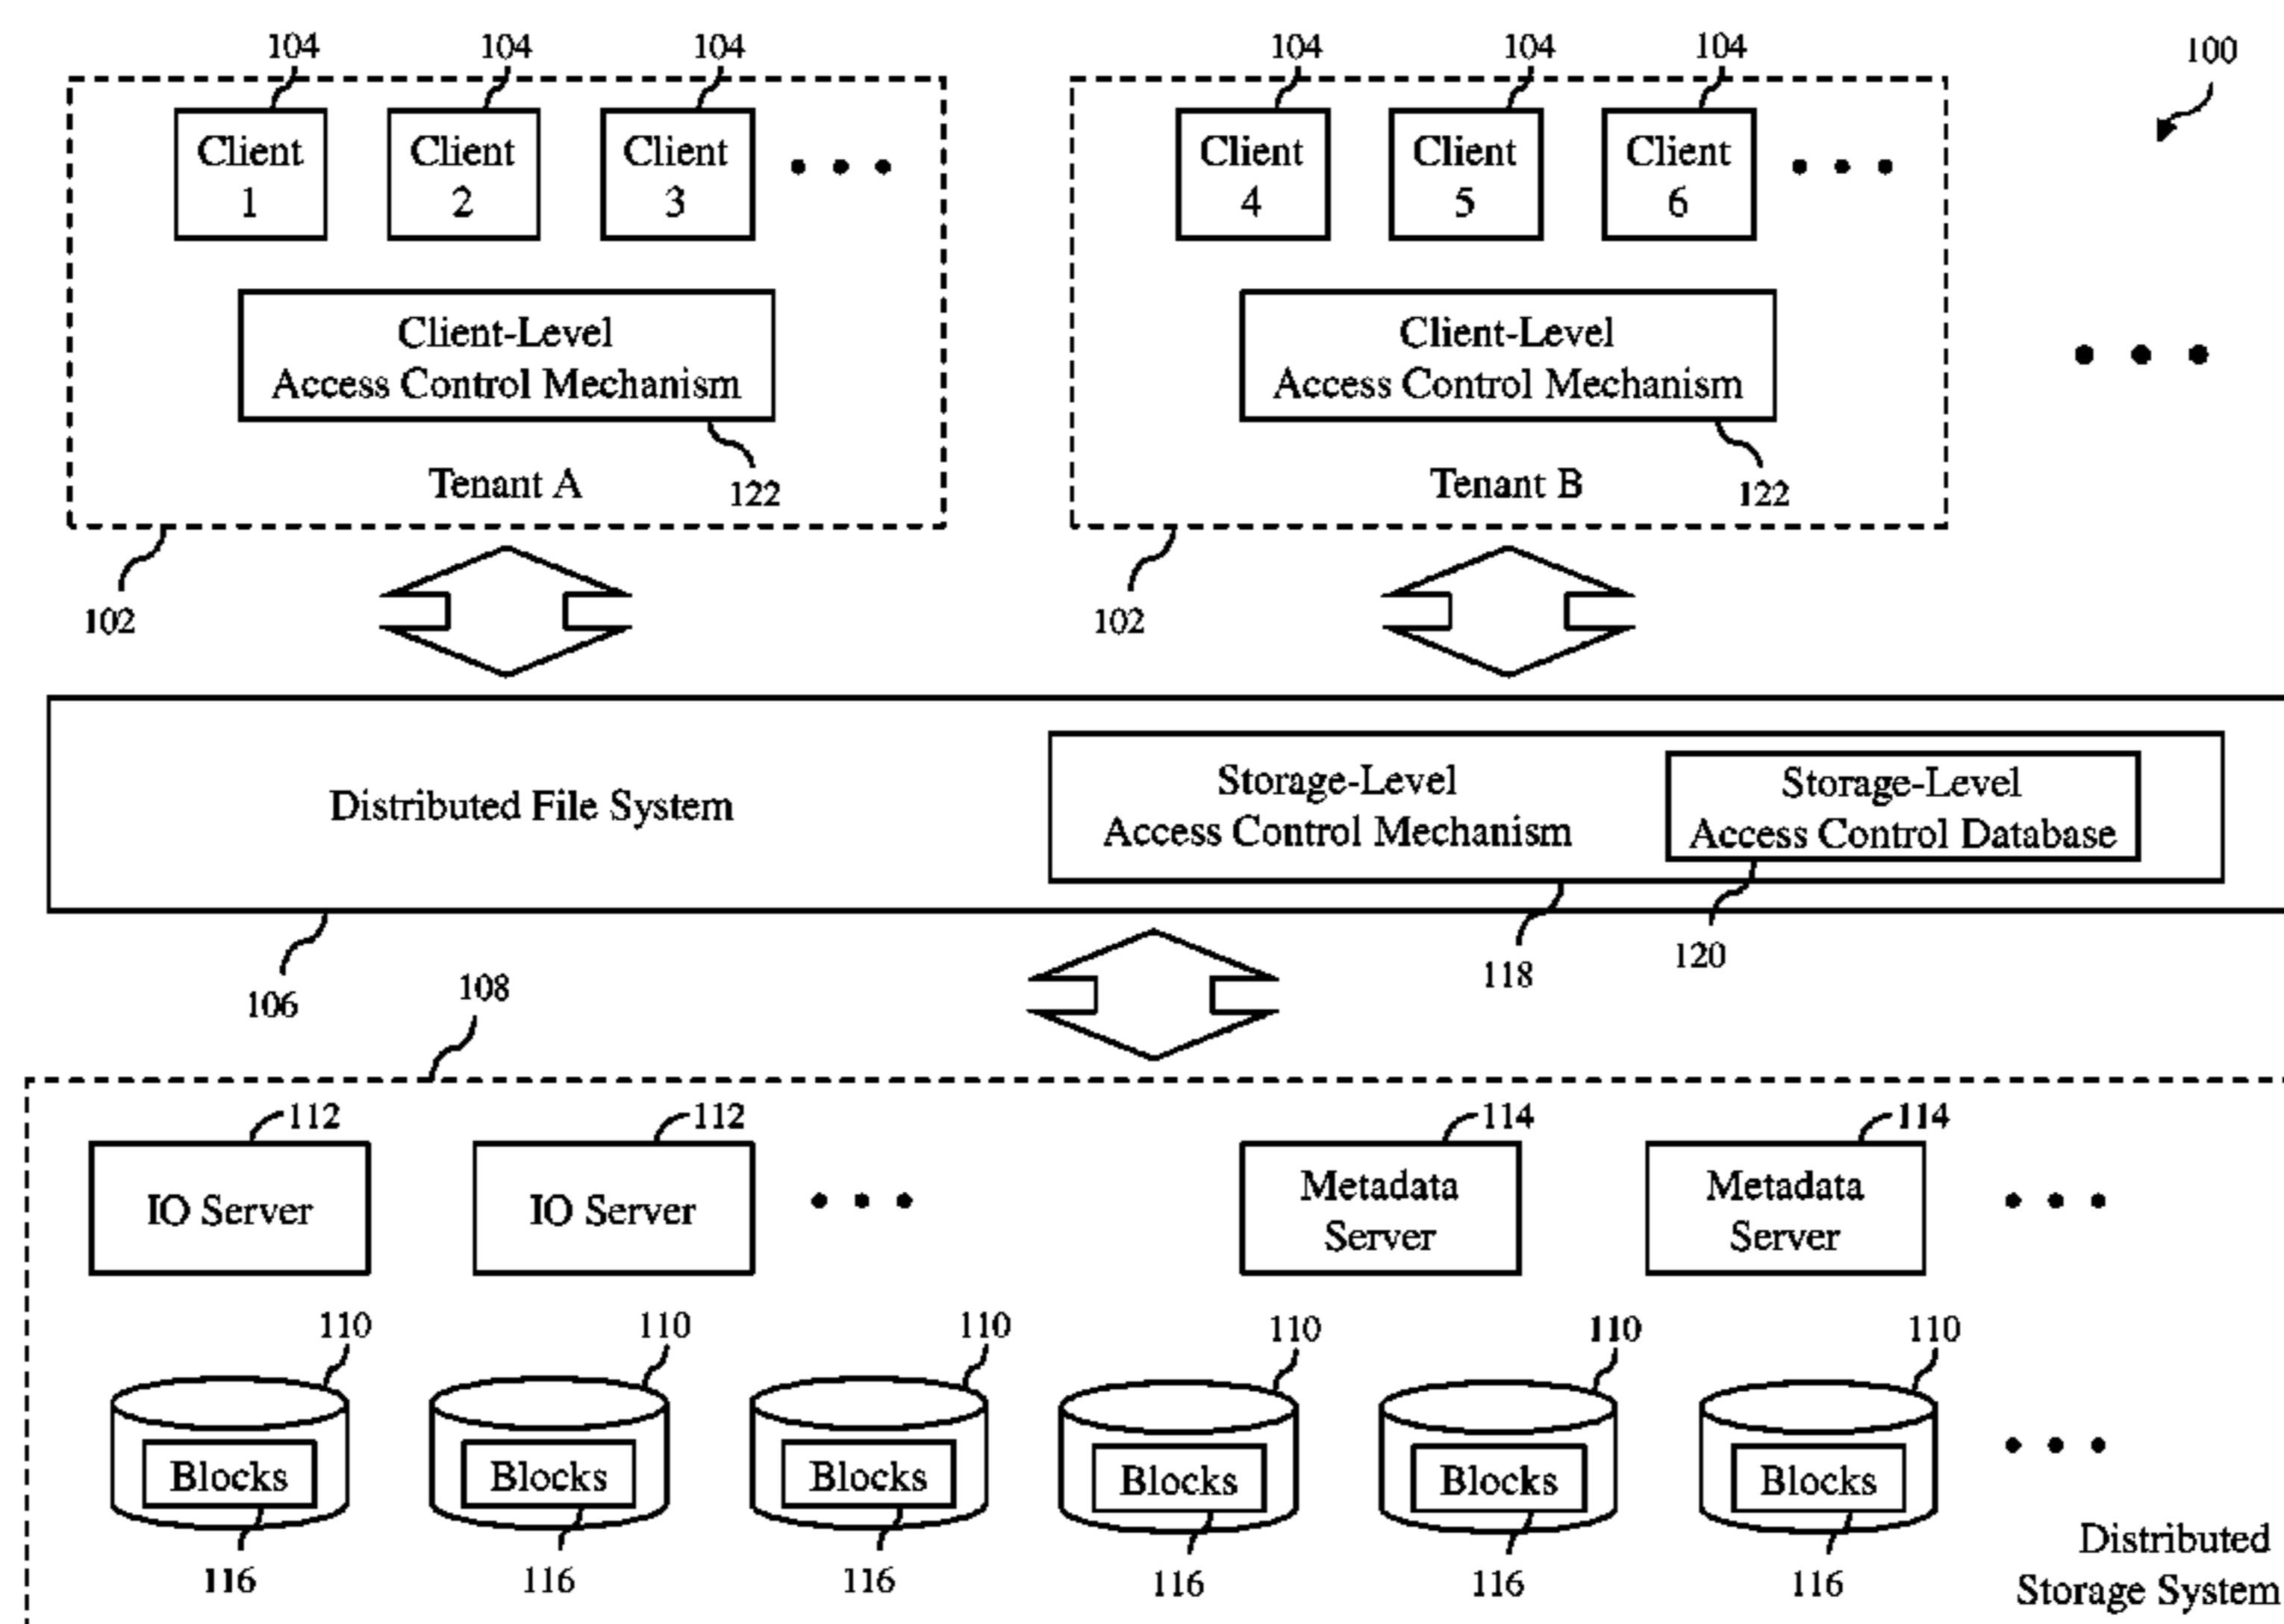 104 104 104 104 104 104 100
Client 1 Client 2 Client 3 • • • Client 4 Client 5 Client 6 • • •
Client-Level
Access Control Mechanism
Tenant A
122
102
Client-Level
Access Control Mechanism
Tenant B
122
102
• • •
Distributed File System
Storage-Level
Access Control Mechanism
Storage-Level
Access Control Database
106
118
120
108
112 112 114 114
IO Server
IO Server
• • •
Metadata
Server
Metadata
Server
• • •
110 110 110 110 110 110
Blocks Blocks Blocks Blocks Blocks Blocks • • •
116 116 116 116 116 116
Distributed
Storage System